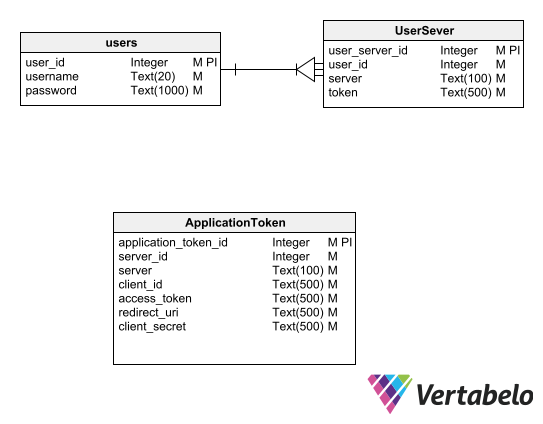 users
user_id Integer M PI
username Text(20) M
password Text(1000) M
UserSever
user_server_id Integer M PI
user_id Integer M
server Text(100) M
token Text(500) M
ApplicationToken
application_token_id Integer M PI
server_id Integer M
server Text(100) M
client_id Text(500) M
access_token Text(500) M
redirect_uri Text(500) M
client_secret Text(500) M
Vertabelo